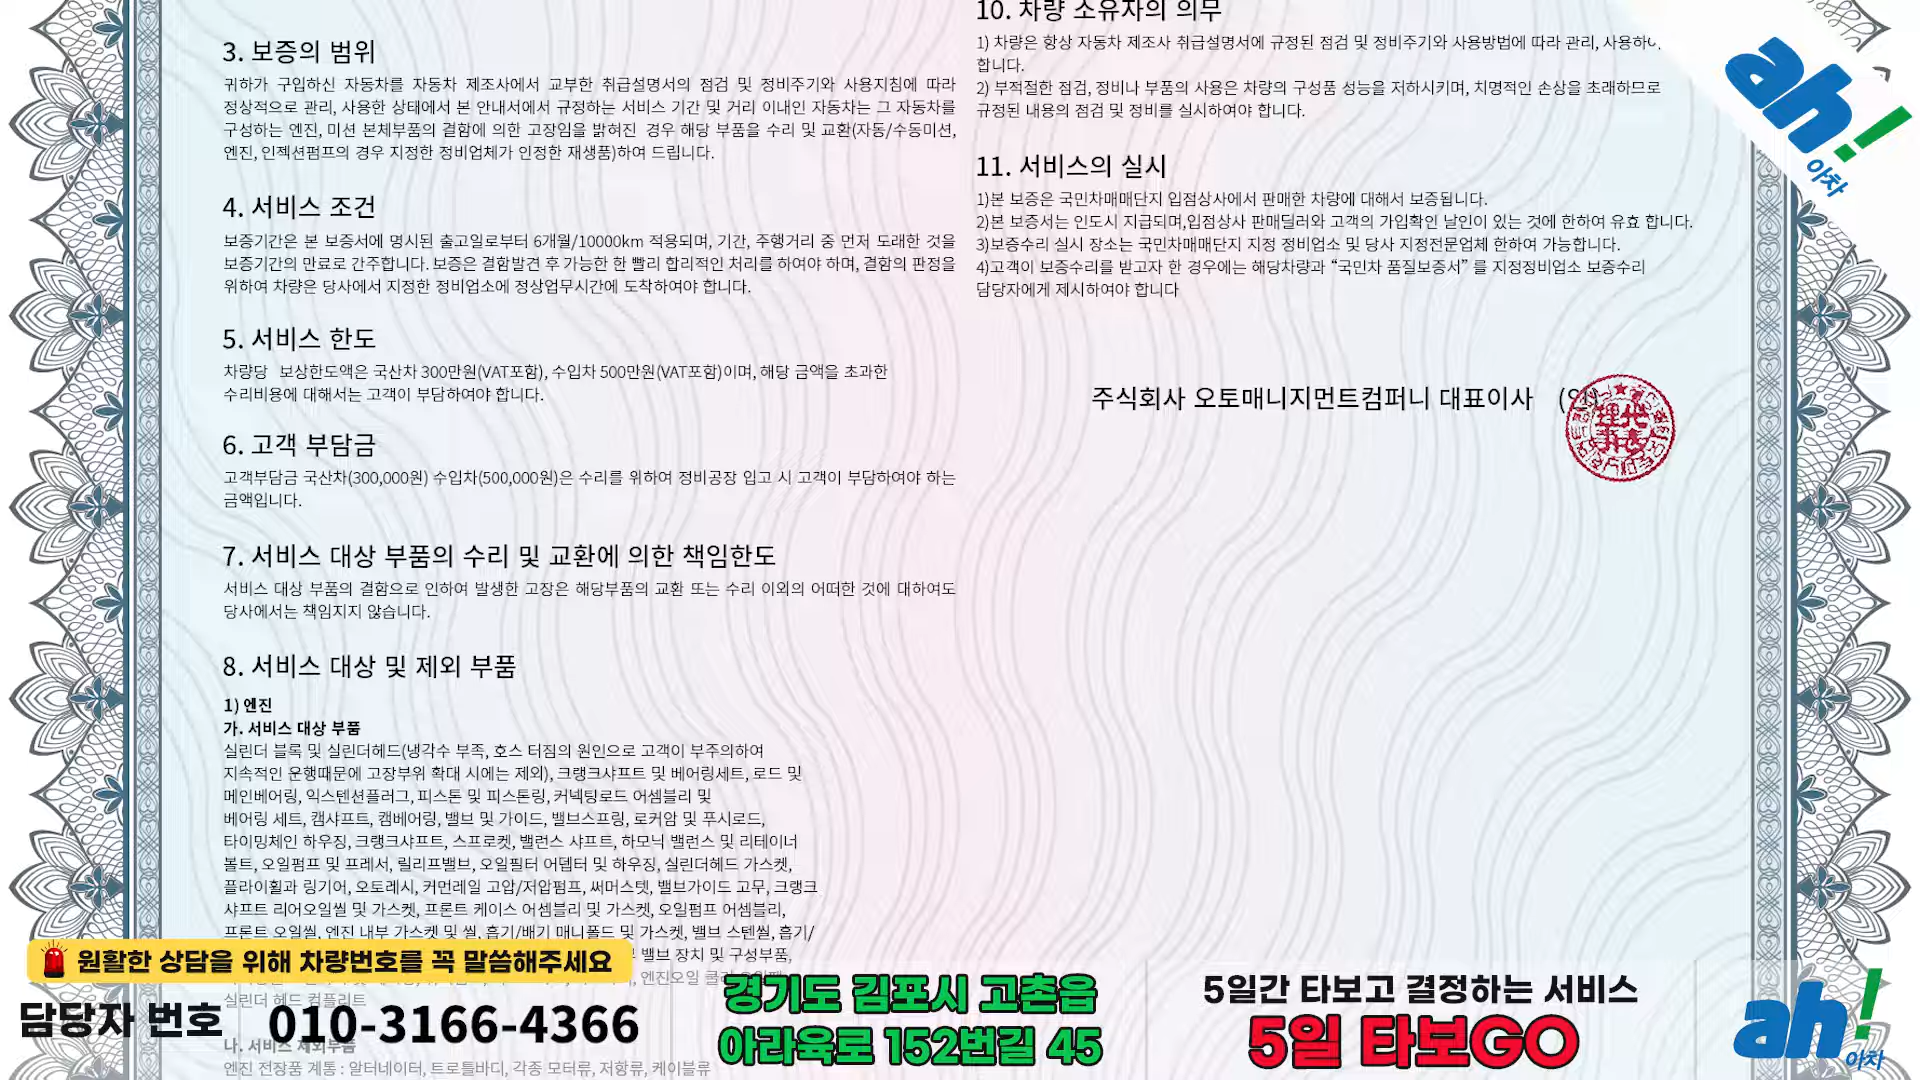 3. 보증의 범위
귀하가 구입하신 자동차를 자동차 제조사에서 교부한 취급설명서의 점검 및 정비주기와 사용지침에 따라
정상적으로 관리, 사용한 상태에서 본 안내서에서 규정하는 서비스 기간 및 거리 이내인 자동차는 그 자동차를
구성하는 엔진, 미션 본체부품의 결함에 의한 고장임을 밝혀진 경우 해당 부품을 수리 및 교환(자동/수동미션,
엔진, 인젝션펌프의 경우 지정한 정비업체가 인정한 재생품)하여 드립니다.
4. 서비스 조건
보증기간은 본 보증서에 명시된 출고일로부터 6개월/10000km 적용되며, 기간, 주행거리 중 먼저 도래한 것을
보증기간의 만료로 간주합니다. 보증은 결함발견 후 가능한 한 빨리 합리적인 처리를 하여야 하며, 결함의 판정을
위하여 차량은 당사에서 지정한 정비업소에 정상업무시간에 도착하여야 합니다.
5. 서비스 한도
차량당 보상한도액은 국산차 300만원(VAT포함), 수입차 500만원(VAT포함)이며, 해당 금액을 초과한
수리비용에 대해서는 고객이 부담하여야 합니다.
6. 고객 부담금
고객부담금 국산차(300,000원) 수입차(500,000원)은 수리를 위하여 정비공장 입고 시 고객이 부담하여야 하는
금액입니다.
7. 서비스 대상 부품의 수리 및 교환에 의한 책임한도
서비스 대상 부품의 결함으로 인하여 발생한 고장은 해당부품의 교환 또는 수리 이외의 어떠한 것에 대하여도
당사에서는 책임지지 않습니다.
8. 서비스 대상 및 제외 부품
1) 엔진
가. 서비스 대상 부품
실린더 블록 및 실린더헤드(냉각수 부족, 호스 터짐의 원인으로 고객이 부주의하여
지속적인 운행때문에 고장부위 확대 시에는 제외), 크랭크샤프트 및 베어링세트, 로드 및
메인베어링, 익스텐션플러그, 피스톤 및 피스톤링, 커넥팅로드 어셈블리 및
베어링 세트, 캠샤프트, 캠베어링, 밸브 및 가이드, 밸브스프링, 로커암 및 푸시로드,
타이밍체인 하우징, 크랭크샤프트, 스프로켓, 밸런스 샤프트, 하모닉 밸런스 및 리테이너
볼트, 오일펌프 및 프레서, 릴리프밸브, 오일필터 어댑터 및 하우징, 실린더헤드 가스켓,
플라이휠과 링기어, 오토래시, 커먼레일 고압/저압펌프, 써머스텟, 밸브가이드 고무, 크랭크
샤프트 리어오일씰 및 가스켓, 프론트 케이스 어셈블리 및 가스켓, 오일펌프 어셈블리,
프론트 오일씰, 엔진 내부 가스켓 및 씰, 흡기/배기 매니폴드 및 가스켓, 밸브 스텐씰, 흡기/
밸브 장치 및 구성부품,
엔진오일
실린더 헤드 컴플리트
나. 서비스 제외부품
엔진 전장품 계통 : 알터네이터, 트로틀바디, 각종 모터류, 저항류, 케이블류
10. 차량 소유자의 의무
1) 차량은 항상 자동차 제조사 취급설명서에 규정된 점검 및 정비주기와 사용방법에 따라 관리,
합니다.
2) 부적절한 점검, 정비나 부품의 사용은 차량의 구성품 성능을 저하시키며, 치명적인 손상을 초래하므로
규정된 내용의 점검 및 정비를 실시하여야 합니다.
11. 서비스의 실시
1)본 보증은 국민차매매단지 입점상사에서 판매한 차량에 대해서 보증됩니다.
2)본 보증서는 인도시 지급되며,입점상사 판매딜러와 고객의 가입확인 날인이 있는 것에 한하여 유효 합니다.
3)보증수리 실시 장소는 국민차매매단지 지정 정비업소 및 당사 지정전문업체 한하여 가능합니다.
4)고객이 보증수리를 받고자 한 경우에는 해당차량과 “국민차 품질보증서” 를 지정정비업소 보증수리
담당자에게 제시하여야 합니다
주식회사 오토매니지먼트컴퍼니 대표이사
ah!
아차
원활한 상담을 위해 차량번호를 꼭 말씀해주세요
담당자 번호
010-3166-4366
경기도 김포시 고촌읍
아라육로 152번길 45
5일간 타보고 결정하는 서비스
5일 타보GO
ah!
아차